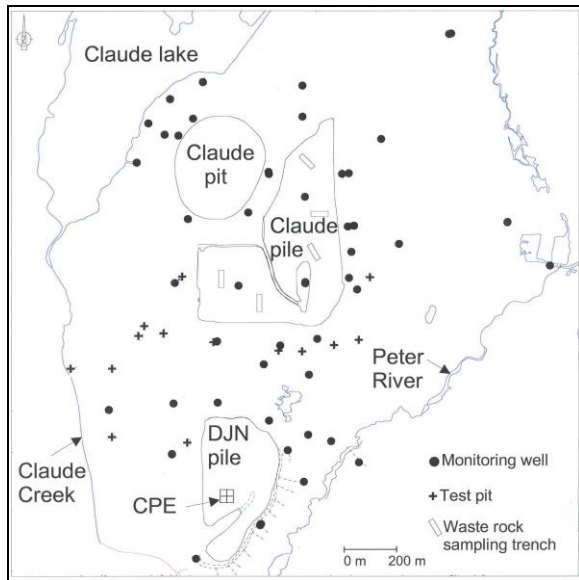 Claude lake
Claude
pit
Claude
pile
Peter
River
DJN
pile
Claude
Creek
CPE
Monitoring well
Test pit
Waste rock
sampling trench
0 m 200 m